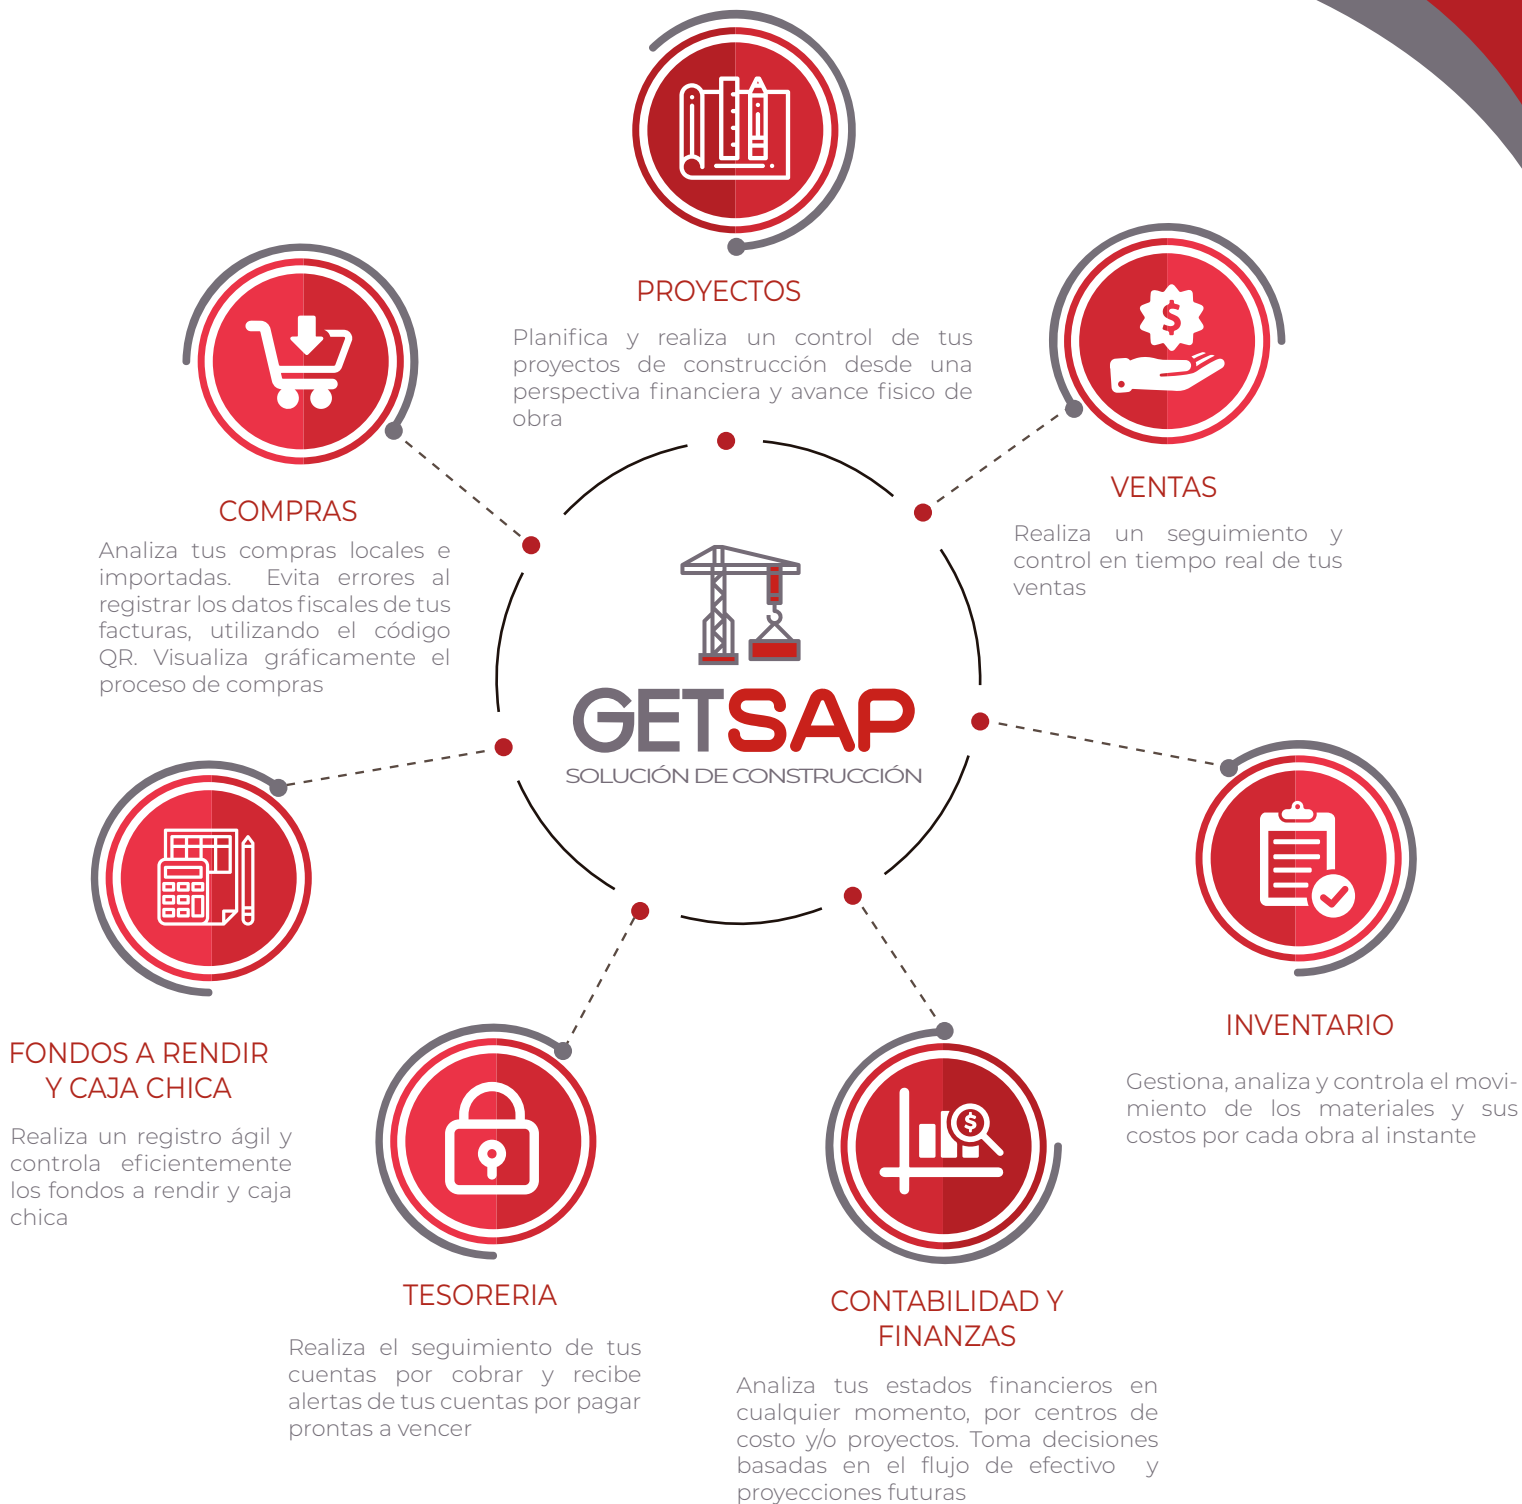 PROYECTOS
Planifica y realiza un control de tus
proyectos de construcción desde una
perspectiva financiera y avance fisico de
obra
COMPRAS
Analiza tus compras locales e
importadas. Evita errores al
registrar los datos fiscales de tus
facturas, utilizando el código
QR. Visualiza gráficamente el
proceso de compras
VENTAS
Realiza un seguimiento y
control en tiempo real de tus
ventas
GETSAP
SOLUCIÓN DE CONSTRUCCIÓN
FONDOS A RENDIR
Y CAJA CHICA
Realiza un registro ágil y
controla eficientemente
los fondos a rendir y caja
chica
INVENTARIO
Gestiona, analiza y controla el movi-
miento de los materiales y sus
costos por cada obra al instante
TESORERIA
Realiza el seguimiento de tus
cuentas por cobrar y recibe
alertas de tus cuentas por pagar
prontas a vencer
CONTABILIDAD Y
FINANZAS
Analiza tus estados financieros en
cualquier momento, por centros de
costo y/o proyectos. Toma decisiones
basadas en el flujo de efectivo y
proyecciones futuras